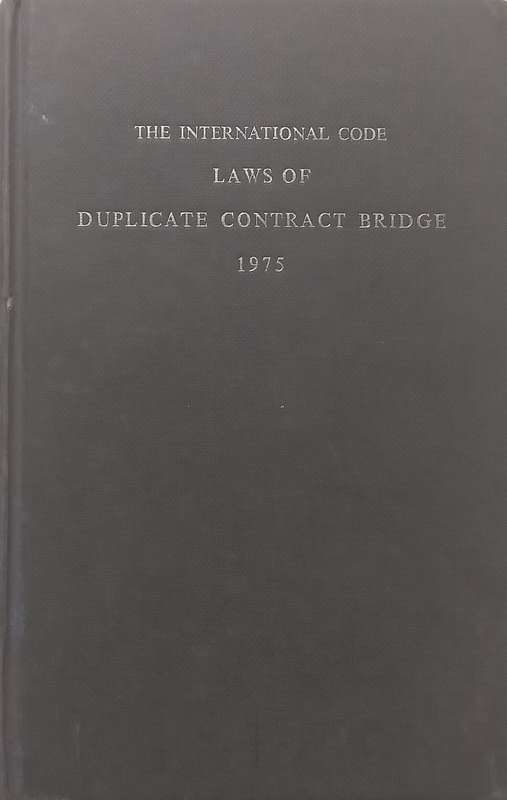 THE INTERNATIONAL CODE
LAWS OF
DUPLICATE CONTRACT BRIDGE
1975